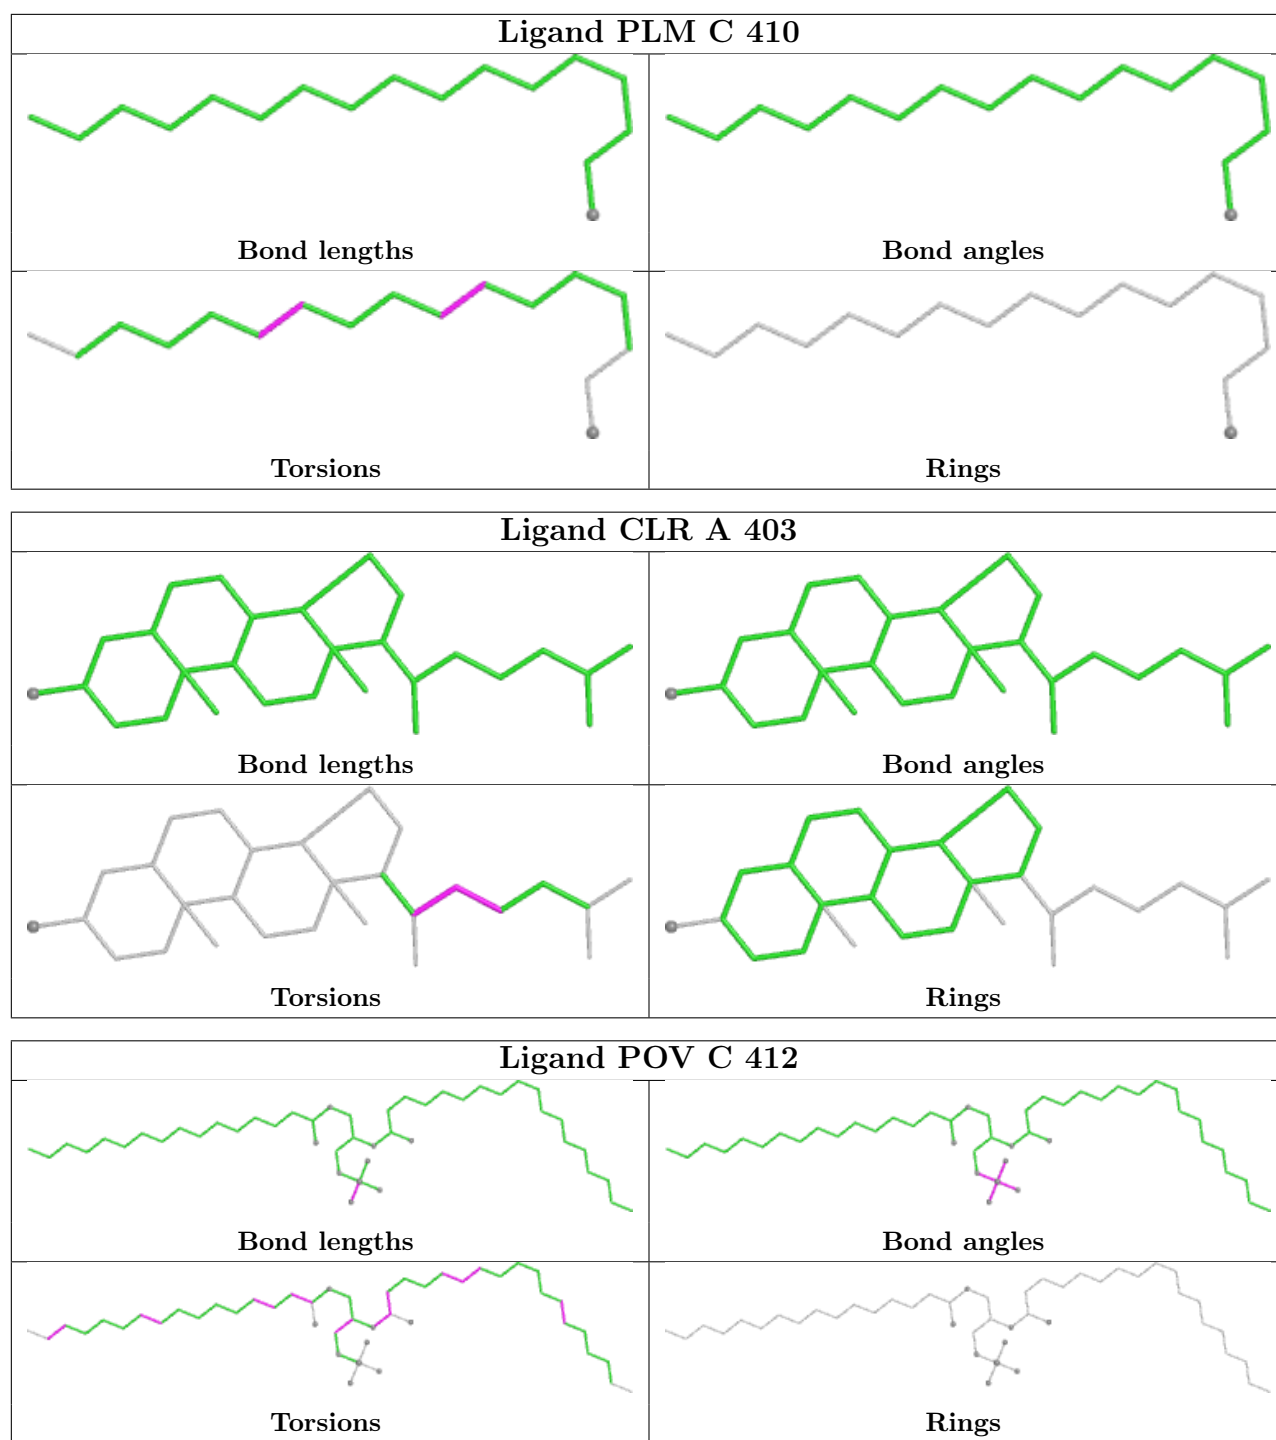 Ligand PLM C 410
Bond lengths
Bond angles
Torsions
Rings
Ligand CLR A 403
Bond lengths
Bond angles
Torsions
Rings
Ligand POV C 412
Bond lengths
Bond angles
Torsions
Rings